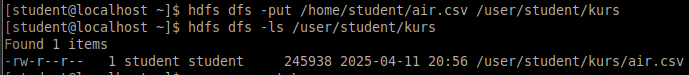 [student@localhost ~]$ hdfs dfs -put /home/student/air.csv /user/student/kurs
[student@localhost ~]$ hdfs dfs -ls /user/student/kurs
Found 1 items
-rw-r--r--   1 student student     245938 2025-04-11 20:56 /user/student/kurs/air.csv